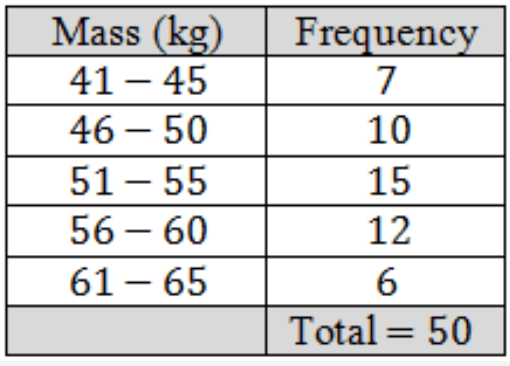 Mass (kg) Frequency
41 – 45 7
46 – 50 10
51 – 55 15
56 – 60 12
61 – 65 6
Total = 50